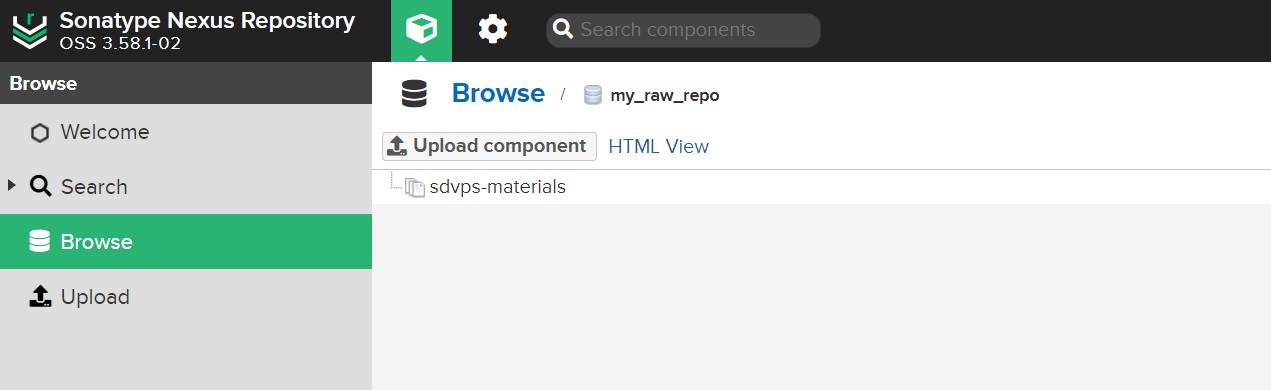 Sonatype Nexus Repository
OSS 3.58.1-02
Search components
Browse
Browse / my_raw_repo
Welcome
Upload component HTML View
Search
sdvps-materials
Browse
Upload